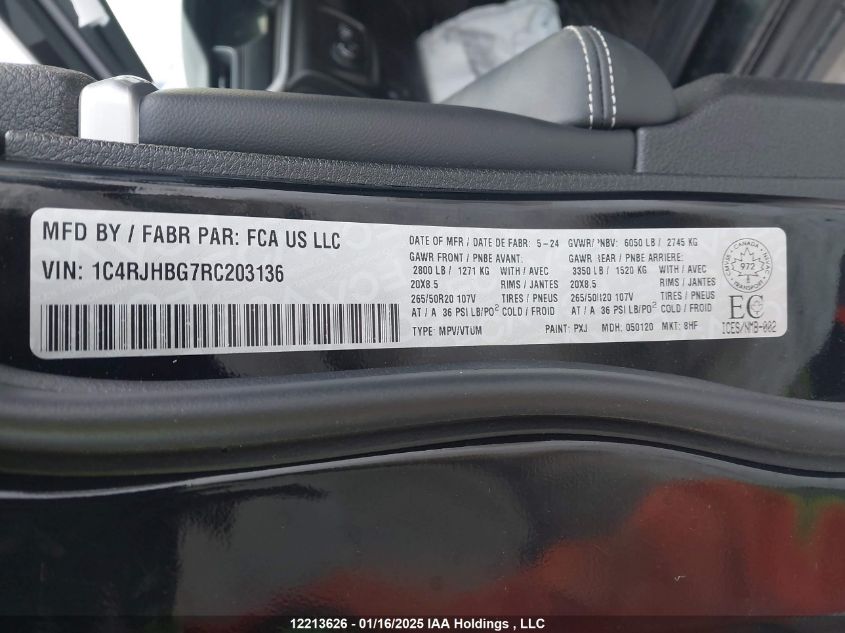 MFD BY / FABR PAR: FCA US LLC
VIN: 1C4RJHBG7RC203136
DATE OF MFR / DATE DE FABR: 5-24 GVWR/ PNBV: 6050 LB / 2745 KG
GAWR FRONT / PNBE AVANT: GAWR REAR / PNBE ARRIERE:
2800 LB / 1271 KG WITH / AVEC 3350 LB / 1520 KG WITH / AVEC
20X8.5 RIMS / JANTES 20X8.5 RIMS / JANTES
265/50R20 107V TIRES / PNEUS 265/50R20 107V TIRES / PNEUS
AT / A 36 PSI LB/PO² COLD / FROID AT / A 36 PSI LB/PO² COLD / FROID
TYPE: MPV/VTUM PAINT: PXJ MDH: 050120 MKT: 8HF
CANADA
972
TRANSPORT
EC
ICES/NMB-002
12213626 - 01/16/2025 IAA Holdings , LLC